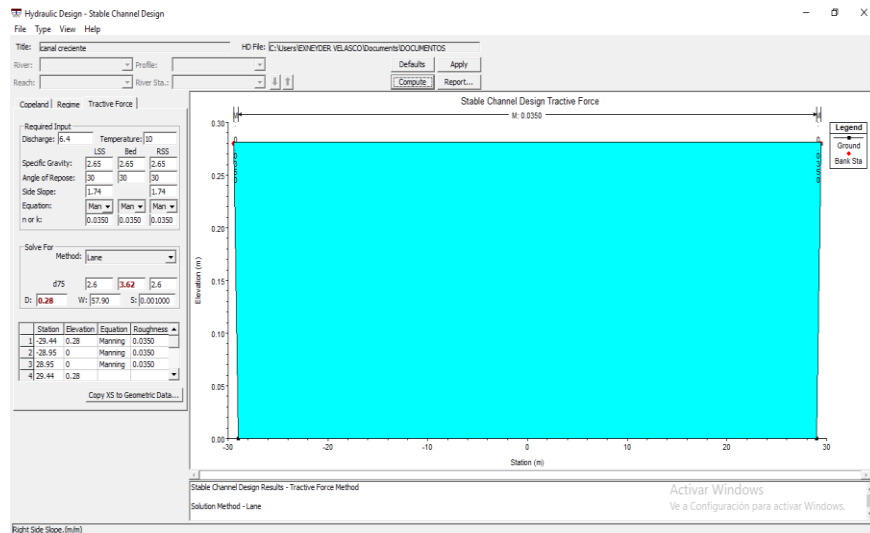 Hydraulic Design - Stable Channel Design
File Type View Help
Title: canal creciente HD File: C:\Users\EXNEYDER VELASCO\Documents\DOCUMENTOS
River: Profile: Defaults Apply
Reach: River Sta.: Compute Report...
Copeland Regime Tractive Force
Required Input
Discharge: 6.4 Temperature: 10
LSS Bed RSS
Specific Gravity: 2.65 2.65 2.65
Angle of Repose: 30 30 30
Side Slope: 1.74 1.74
Equation: Man Man Man
n or k: 0.0350 0.0350 0.0350
Solve For
Method: Lane
d75 2.6 3.62 2.6
D: 0.28 W: 57.90 S: 0.001000
Station Elevation Equation Roughness
1 -29.44 0.28 Manning 0.0350
2 -28.95 0 Manning 0.0350
3 28.95 0 Manning 0.0350
4 29.44 0.28
Copy XS to Geometric Data...
Stable Channel Design Tractive Force
M: 0.0350
Legend
Ground
Bank Sta
Elevation (m)
0.30
0.25
0.20
0.15
0.10
0.05
0.00
-30 -20 -10 0 10 20 30
Station (m)
Stable Channel Design Results - Tractive Force Method
Solution Method - Lane
Activar Windows
Ve a Configuración para activar Windows.
Right Side Slope.(m/m)